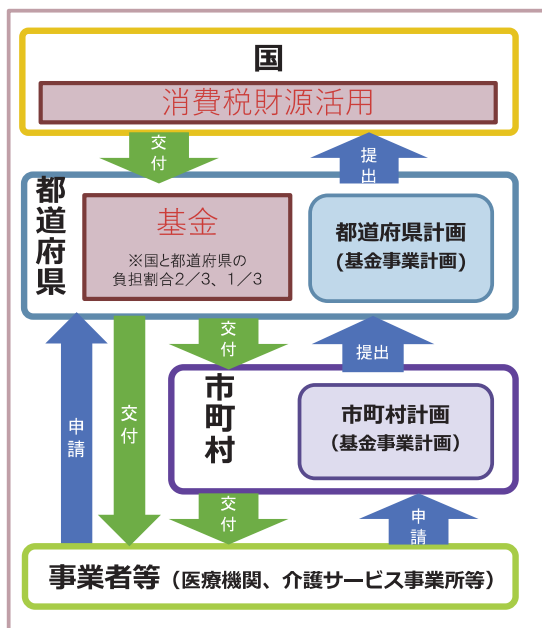 国
消費税財源活用
交付
提出
都道府県
基金
※国と都道府県の
負担割合2／3、1／3
都道府県計画
(基金事業計画)
申請
交付
交付
提出
市町村
市町村計画
（基金事業計画）
交付
申請
事業者等（医療機関、介護サービス事業所等）